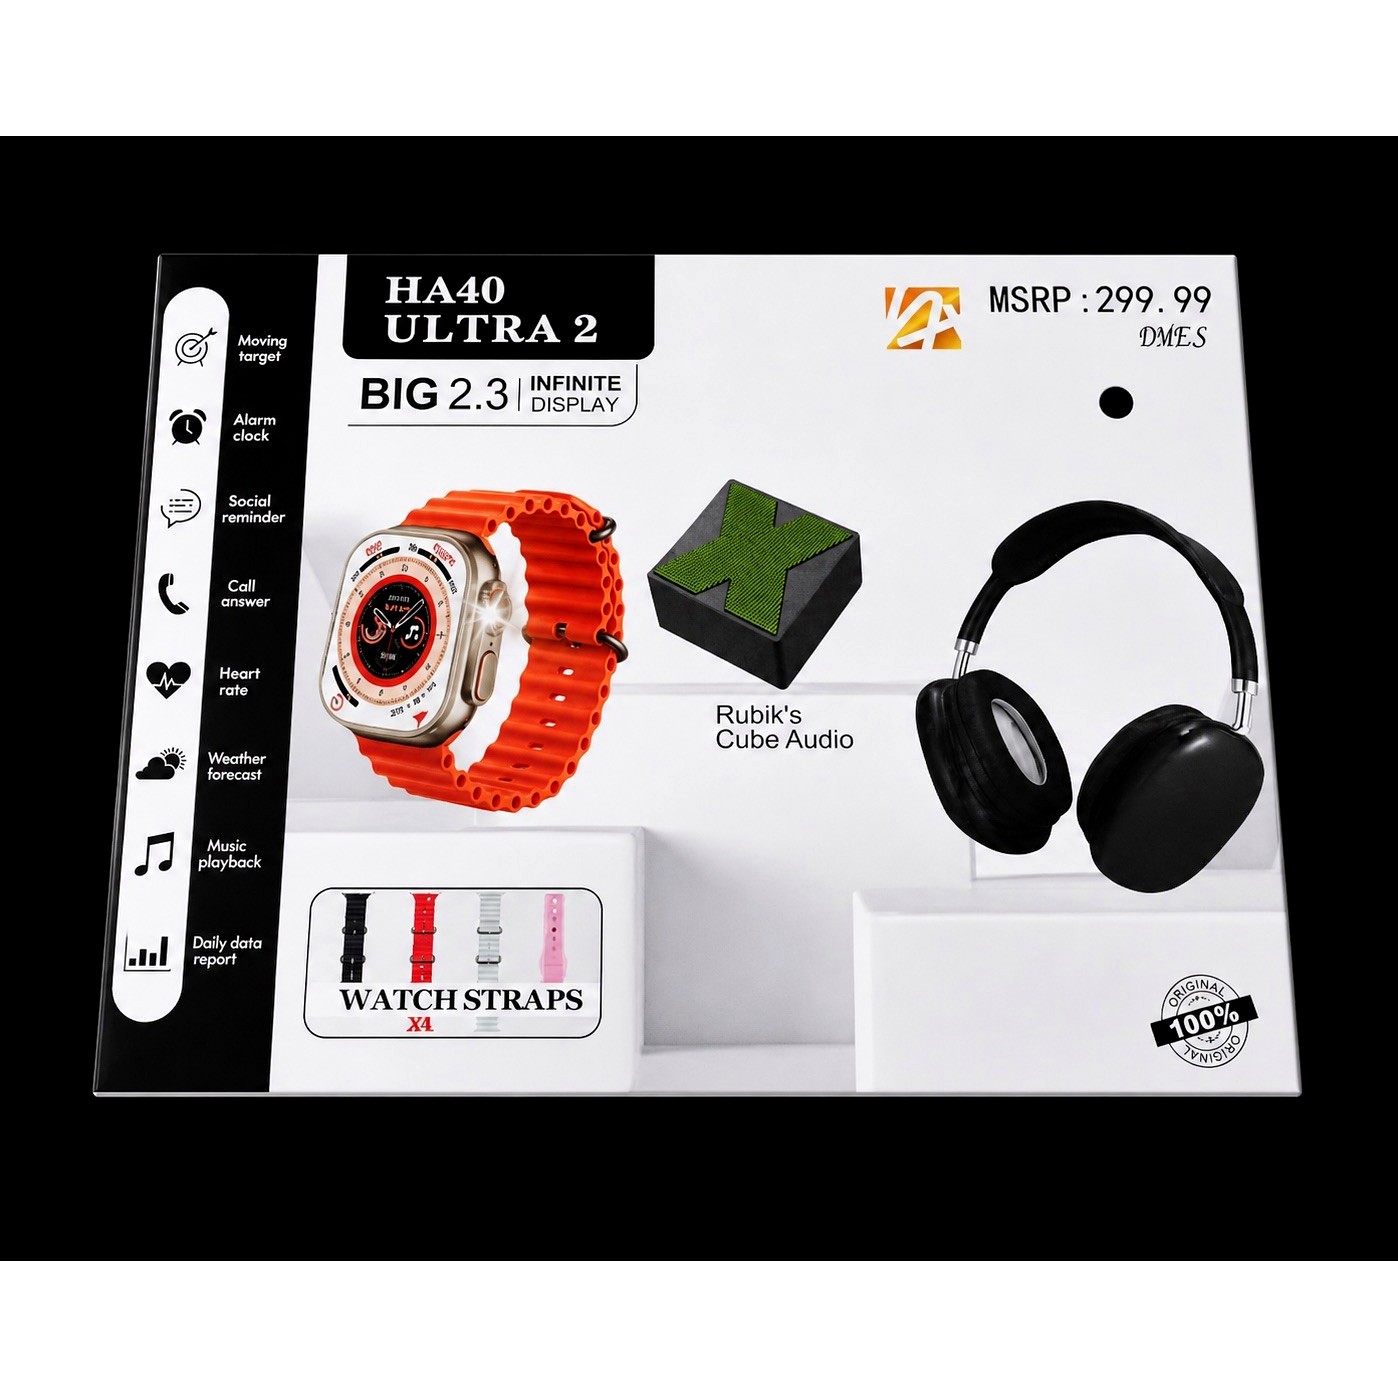 HA40
ULTRA 2
BIG 2.3
INFINITE
DISPLAY
MSRP : 299.99
DMES
Moving
target
Alarm
clock
Social
reminder
Call
answer
Heart
rate
Weather
forecast
Music
playback
Daily data
report
Rubik's
Cube Audio
WATCH STRAPS
X4
ORIGINAL
100%
ORIGINAL